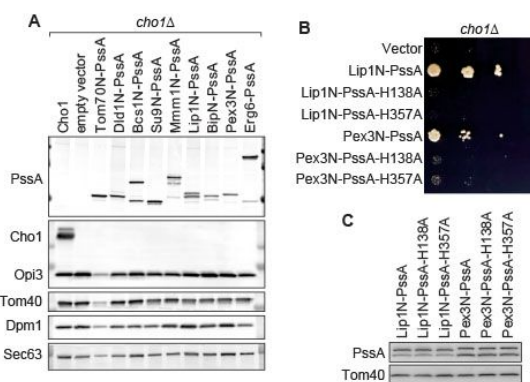 A
cho1Δ
Cho1
empty vector
Tom70N-PssA
Dld1N-PssA
Bcs1N-PssA
Su9N-PssA
Mmm1N-PssA
Lip1N-PssA
BipN-PssA
Pex3N-PssA
Erg6-PssA
PssA
Cho1
Opi3
Tom40
Dpm1
Sec63
B
cho1Δ
Vector
Lip1N-PssA
Lip1N-PssA-H138A
Lip1N-PssA-H357A
Pex3N-PssA
Pex3N-PssA-H138A
Pex3N-PssA-H357A
C
Lip1N-PssA
Lip1N-PssA-H138A
Lip1N-PssA-H357A
Pex3N-PssA
Pex3N-PssA-H138A
Pex3N-PssA-H357A
PssA
Tom40